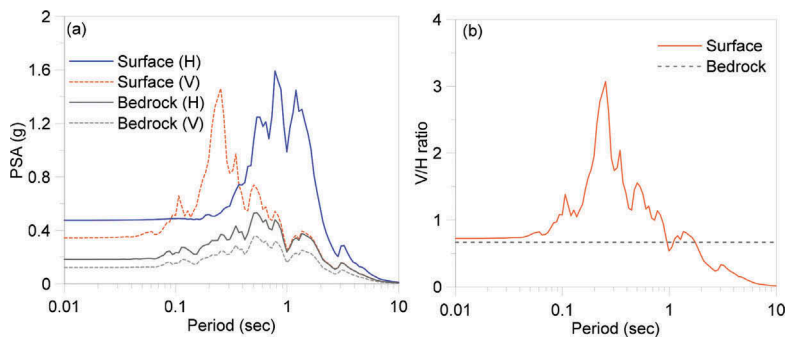 (a)
Surface (H)
Surface (V)
Bedrock (H)
Bedrock (V)
PSA (g)
2
1.6
1.2
0.8
0.4
0
0.01
0.1
1
10
Period (sec)
(b)
Surface
Bedrock
V/H ratio
4
3
2
1
0
0.01
0.1
1
10
Period (sec)